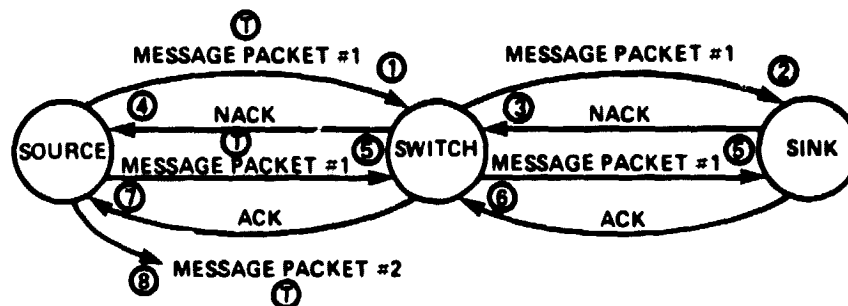 Ⓣ
MESSAGE PACKET #1 ① MESSAGE PACKET #1 ②
④ NACK ③ NACK
SOURCE Ⓣ ⑤ SWITCH ⑤ SINK
MESSAGE PACKET #1 MESSAGE PACKET #1
⑦ ACK ⑥ ACK
⑧ MESSAGE PACKET #2
Ⓣ